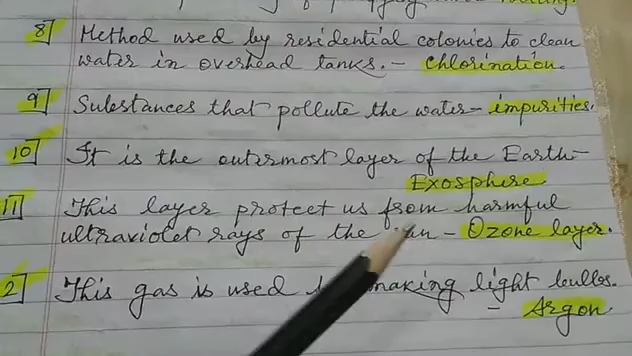 8] Method used by residential colonies to clean
water in overhead tanks. - Chlorination.
9] Substances that pollute the water - impurities.
10] It is the outermost layer of the Earth -
Exosphere
11] This layer protect us from harmful
ultraviolet rays of the sun - Ozone layer.
2] This gas is used making light bulbs.
- Argon